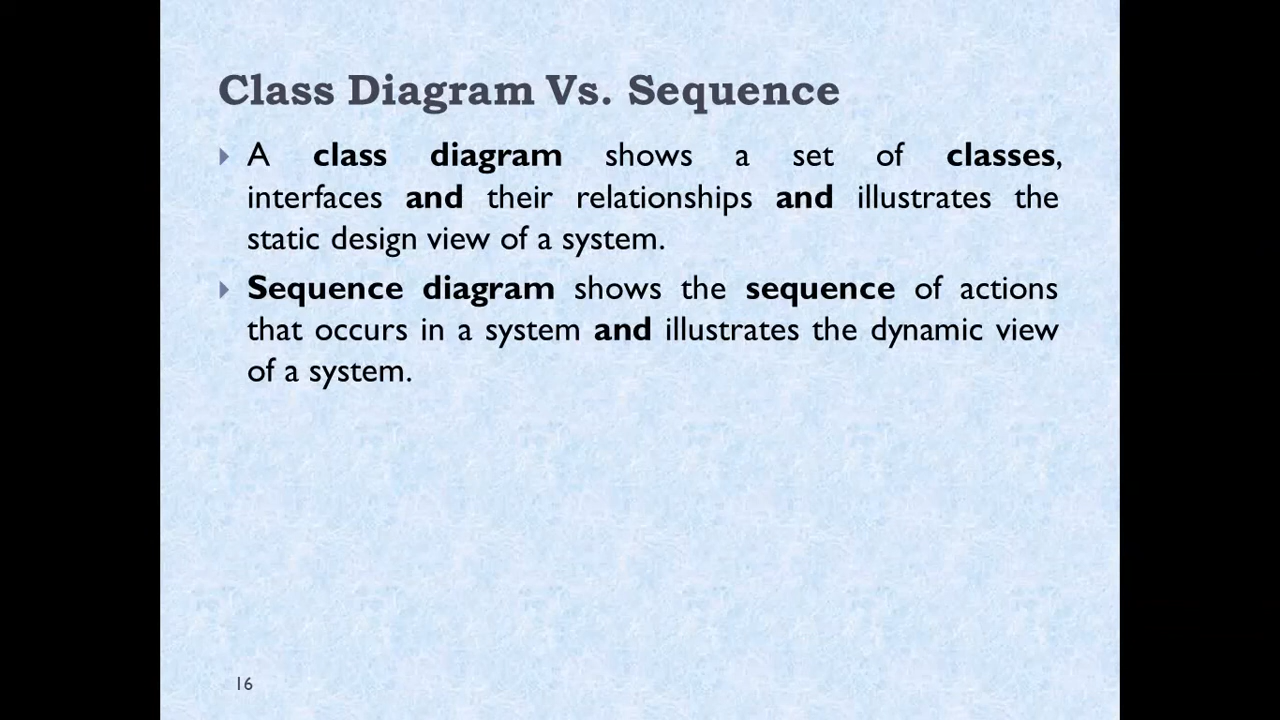 Class Diagram Vs. Sequence
A class diagram shows a set of classes,
interfaces and their relationships and illustrates the
static design view of a system.
Sequence diagram shows the sequence of actions
that occurs in a system and illustrates the dynamic view
of a system.
16